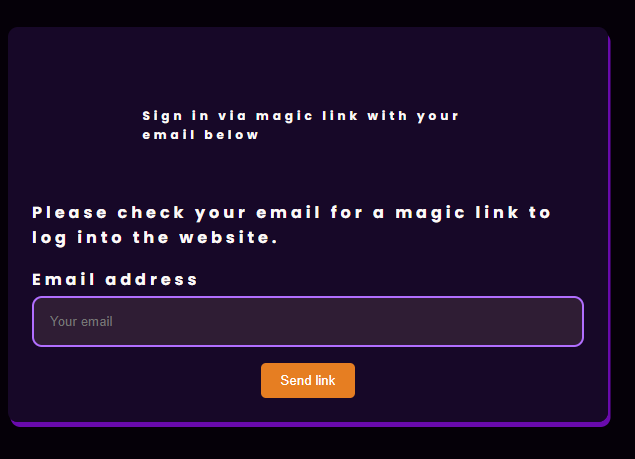 Sign in via magic link with your
email below
Please check your email for a magic link to
log into the website.
Email address
Your email
Send link